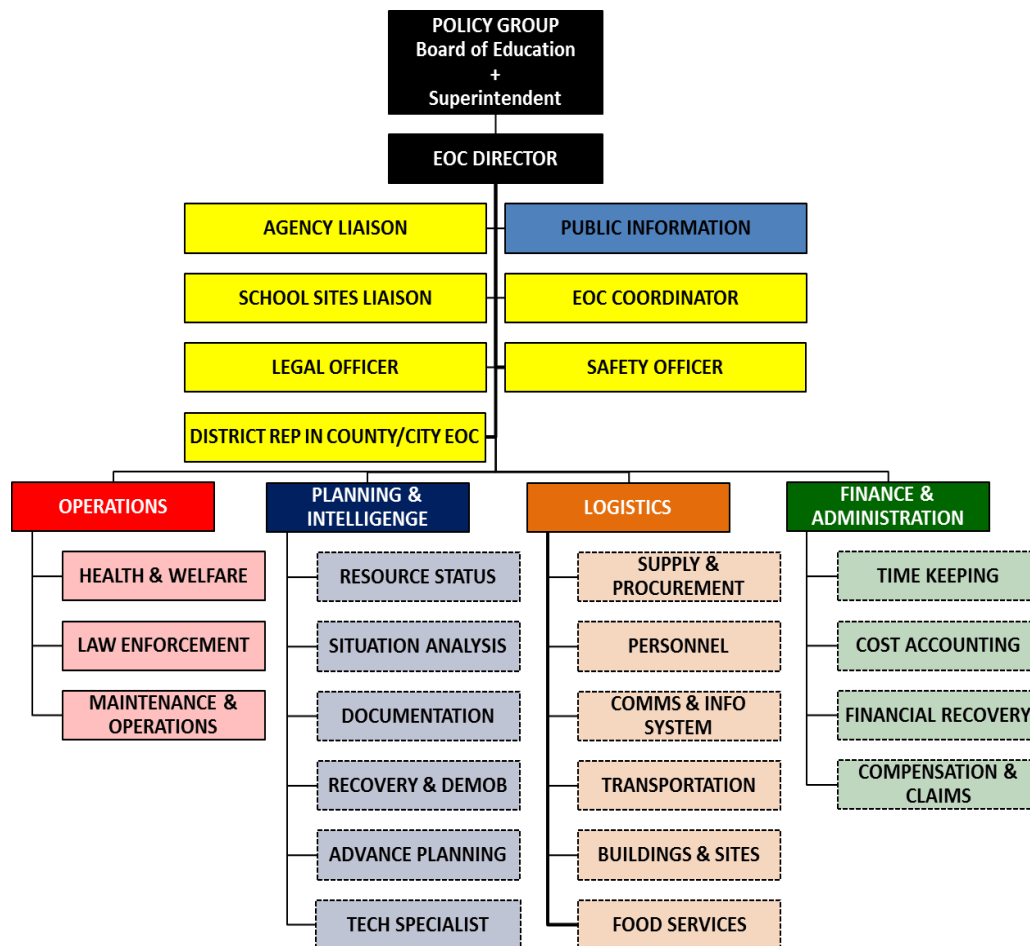 POLICY GROUP
Board of Education
+
Superintendent
EOC DIRECTOR
AGENCY LIAISON
PUBLIC INFORMATION
SCHOOL SITES LIAISON
EOC COORDINATOR
LEGAL OFFICER
SAFETY OFFICER
DISTRICT REP IN COUNTY/CITY EOC
OPERATIONS
HEALTH & WELFARE
LAW ENFORCEMENT
MAINTENANCE &
OPERATIONS
PLANNING &
INTELLIGENCE
RESOURCE STATUS
SITUATION ANALYSIS
DOCUMENTATION
RECOVERY & DEMOB
ADVANCE PLANNING
TECH SPECIALIST
LOGISTICS
SUPPLY &
PROCUREMENT
PERSONNEL
COMMS & INFO
SYSTEM
TRANSPORTATION
BUILDINGS & SITES
FOOD SERVICES
FINANCE &
ADMINISTRATION
TIME KEEPING
COST ACCOUNTING
FINANCIAL RECOVERY
COMPENSATION &
CLAIMS